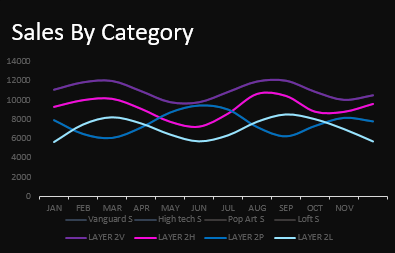 Sales By Category
14000
12000
10000
8000
6000
4000
2000
0
JAN FEB MAR APR MAY JUN JUL AUG SEP OCT NOV
Vanguard S High tech S Pop Art S Loft S
LAYER 2V LAYER 2H LAYER 2P LAYER 2L